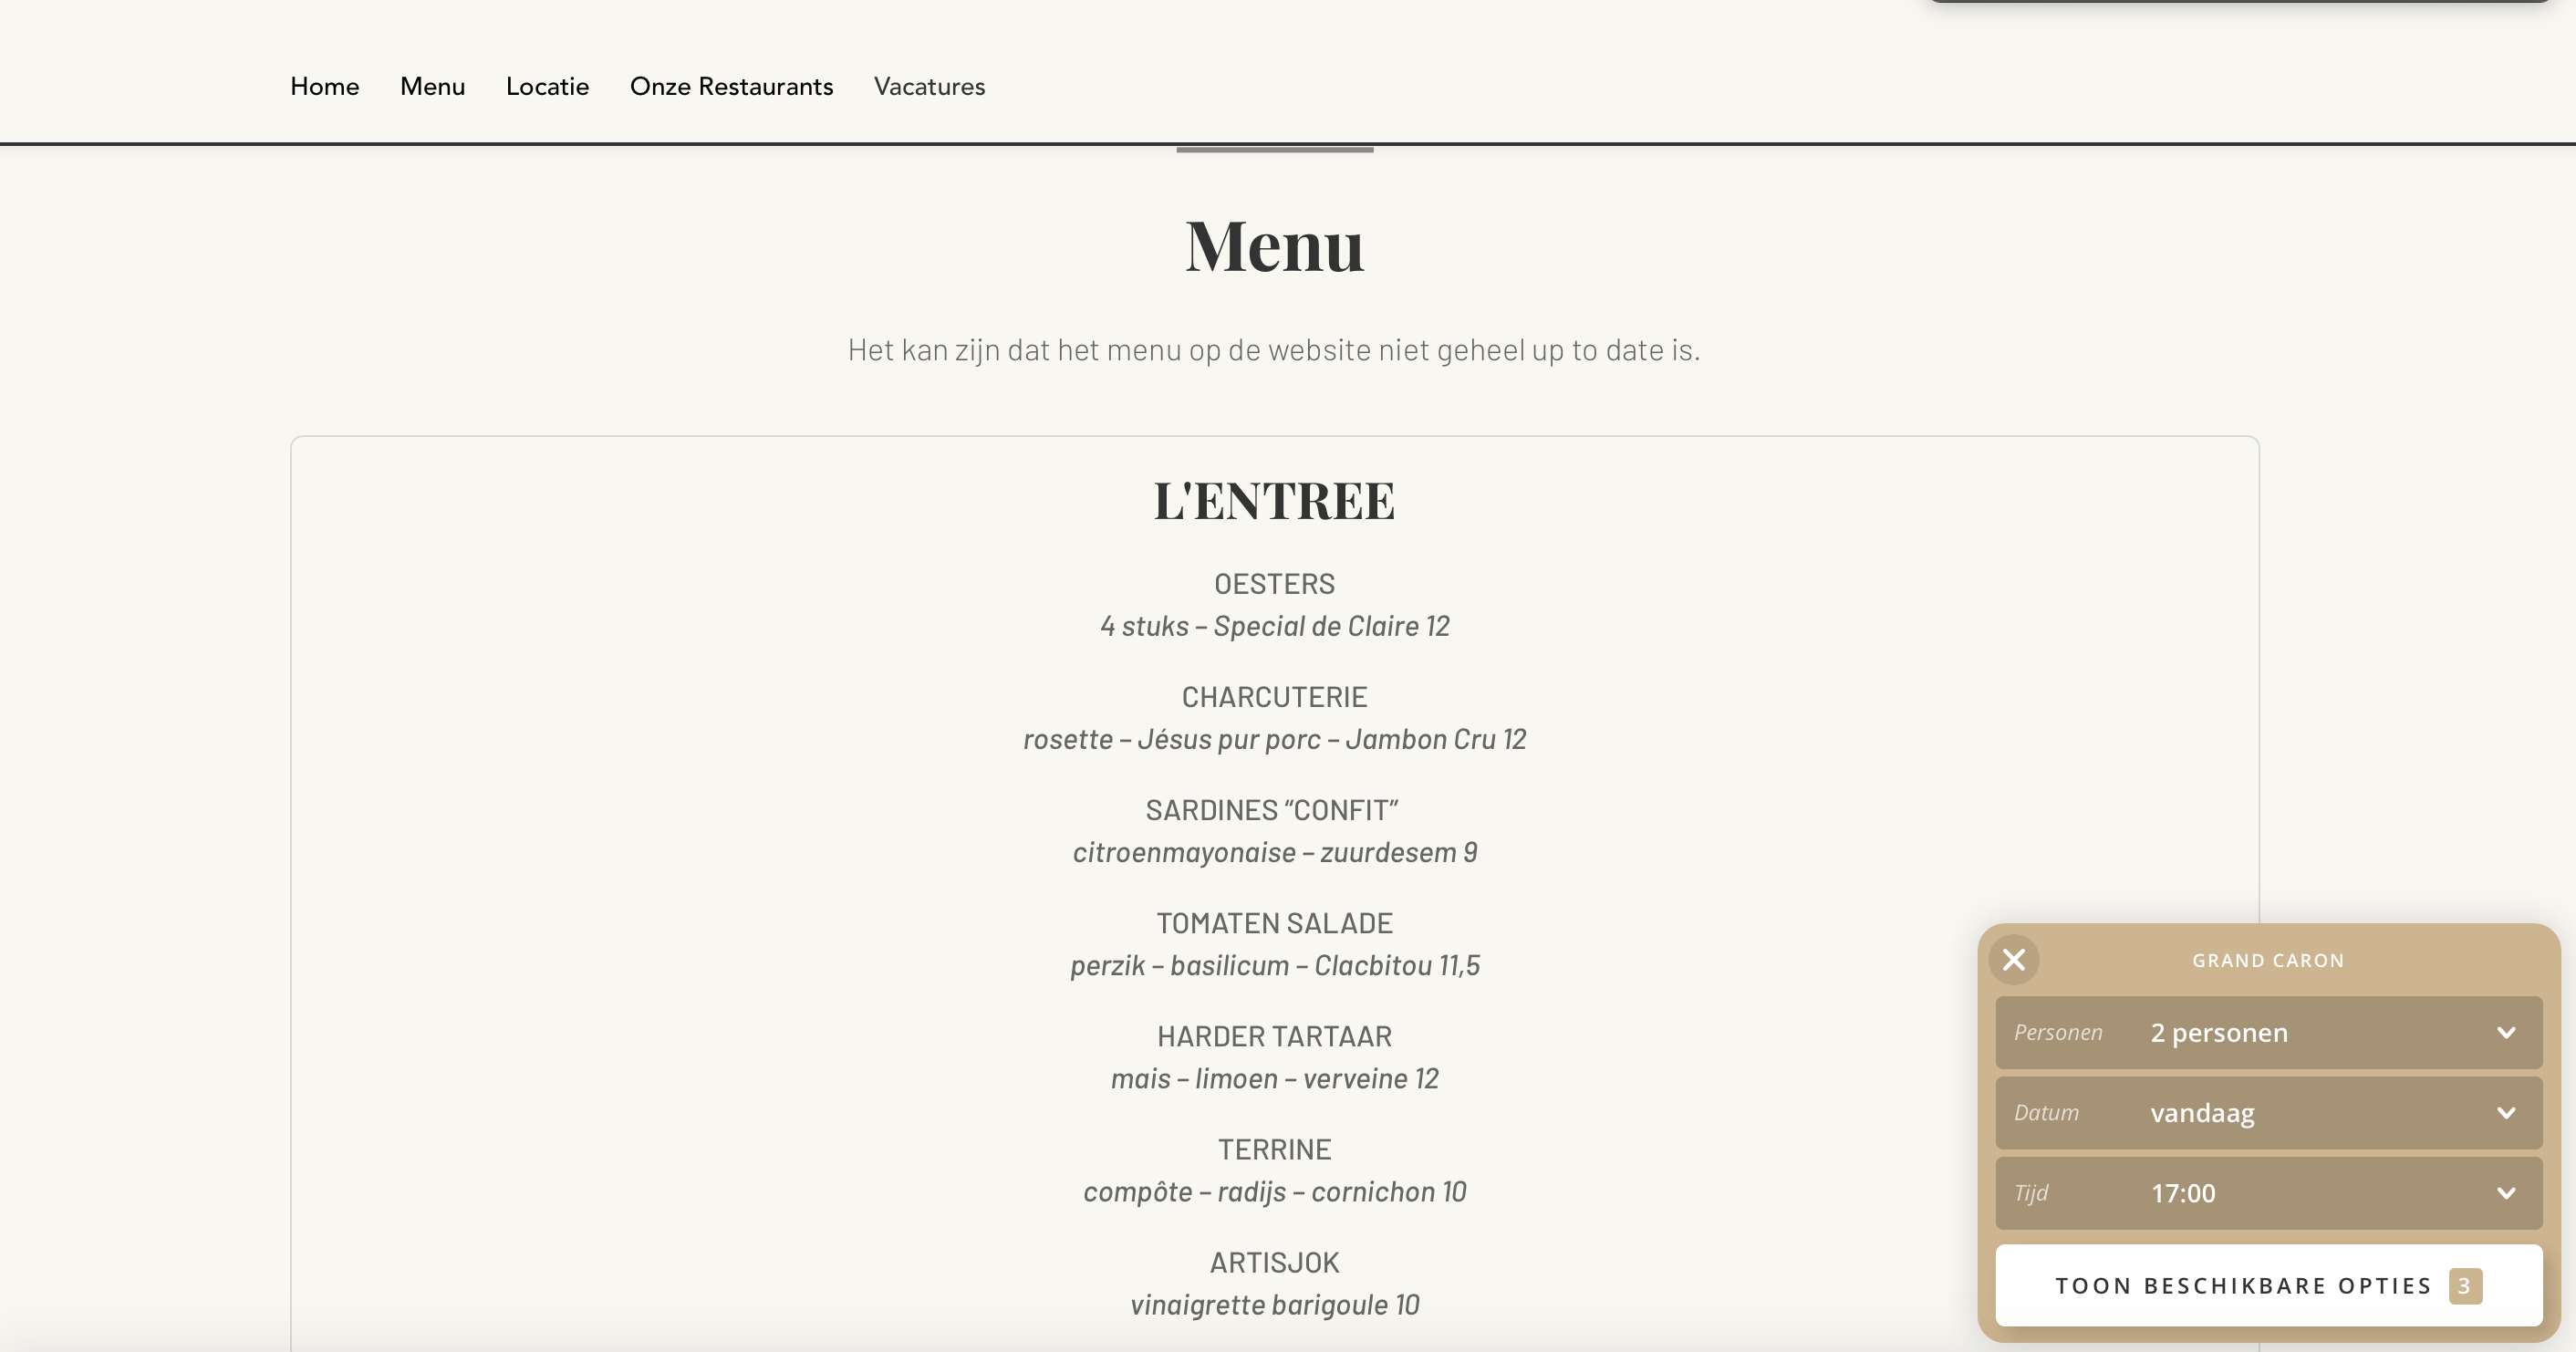 Home Menu Locatie Onze Restaurants Vacatures
Menu
Het kan zijn dat het menu op de website niet geheel up to date is.
L'ENTREE
OESTERS
4 stuks – Special de Claire 12
CHARCUTERIE
rosette – Jésus pur porc – Jambon Cru 12
SARDINES “CONFIT”
citroenmayonaise – zuurdesem 9
TOMATEN SALADE
perzik – basilicum – Clacbitou 11,5
HARDER TARTAAR
mais – limoen – verveine 12
TERRINE
compôte – radijs – cornichon 10
ARTISJOK
vinaigrette barigoule 10
GRAND CARON
Personen 2 personen
Datum vandaag
Tijd 17:00
TOON BESCHIKBARE OPTIES 3